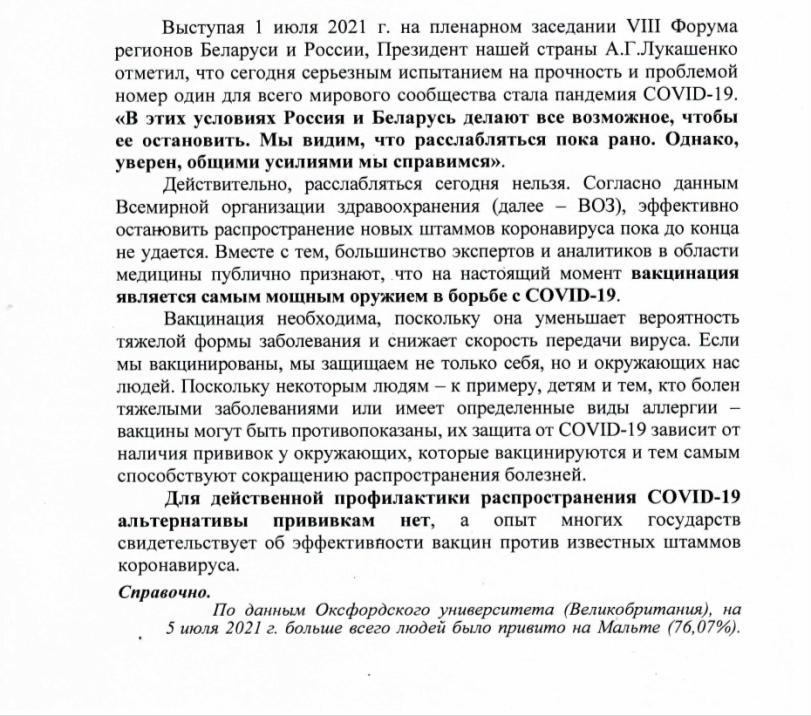 Выступая 1 июля 2021 г. на пленарном заседании VIII Форума
регионов Беларуси и России, Президент нашей страны А.Г.Лукашенко
отметил, что сегодня серьезным испытанием на прочность и проблемой
номер один для всего мирового сообщества стала пандемия COVID-19.
«В этих условиях Россия и Беларусь делают все возможное, чтобы
ее остановить. Мы видим, что расслабляться пока рано. Однако,
уверен, общими усилиями мы справимся».
Действительно, расслабляться сегодня нельзя. Согласно данным
Всемирной организации здравоохранения (далее – ВОЗ), эффективно
остановить распространение новых штаммов коронавируса пока до конца
не удается. Вместе с тем, большинство экспертов и аналитиков в области
медицины публично признают, что на настоящий момент вакцинация
является самым мощным оружием в борьбе с COVID-19.
Вакцинация необходима, поскольку она уменьшает вероятность
тяжелой формы заболевания и снижает скорость передачи вируса. Если
мы вакцинированы, мы защищаем не только себя, но и окружающих нас
людей. Поскольку некоторым людям – к примеру, детям и тем, кто болен
тяжелыми заболеваниями или имеет определенные виды аллергии –
вакцины могут быть противопоказаны, их защита от COVID-19 зависит от
наличия прививок у окружающих, которые вакцинируются и тем самым
способствуют сокращению распространения болезней.
Для действенной профилактики распространения COVID-19
альтернативы прививкам нет, а опыт многих государств
свидетельствует об эффективности вакцин против известных штаммов
коронавируса.
Справочно.
По данным Оксфордского университета (Великобритания), на
5 июля 2021 г. больше всего людей было привито на Мальте (76,07%).